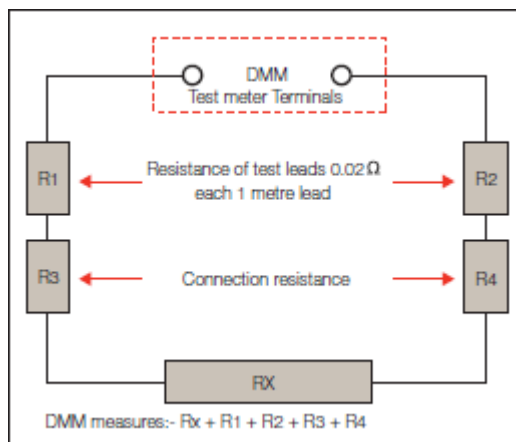 DMM
Test meter Terminals
R1
Resistance of test leads 0.02Ω
each 1 metre lead
R2
R3
Connection resistance
R4
RX
DMM measures:- Rx + R1 + R2 + R3 + R4